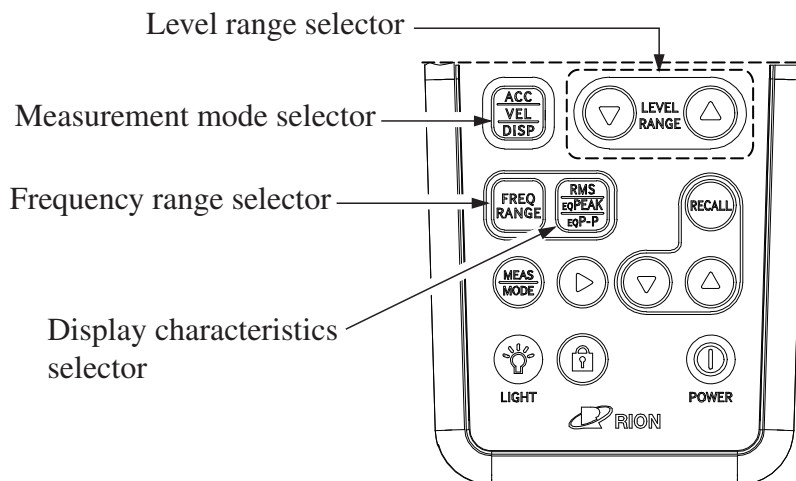 Level range selector
ACC
VEL
DISP
LEVEL
RANGE
Measurement mode selector
Frequency range selector
FREQ
RANGE
RMS
EQPEAK
EQP-P
RECALL
MEAS
MODE
Display characteristics
selector
LIGHT
POWER
RION